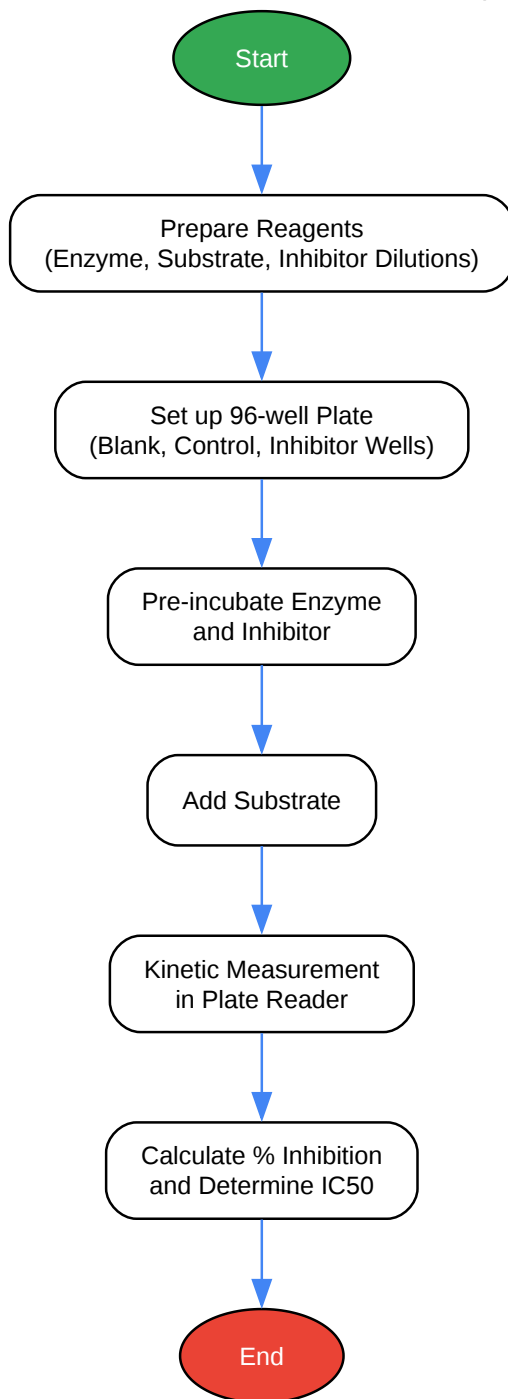 Start
Prepare Reagents
(Enzyme, Substrate, Inhibitor Dilutions)
Set up 96-well Plate
(Blank, Control, Inhibitor Wells)
Pre-incubate Enzyme
and Inhibitor
Add Substrate
Kinetic Measurement
in Plate Reader
Calculate % Inhibition
and Determine IC50
End